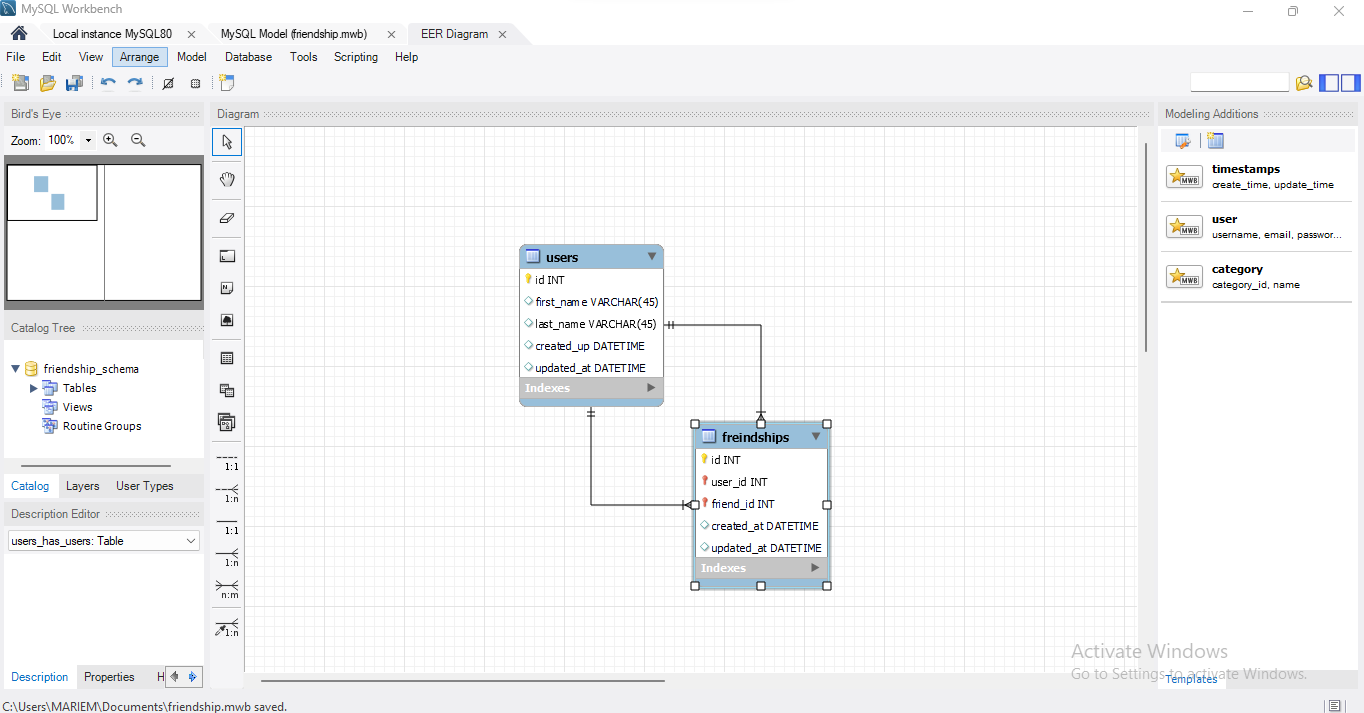 MySQL Workbench
Local instance MySQL80
MySQL Model (friendship.mwb)
EER Diagram
File Edit View Arrange Model Database Tools Scripting Help
Bird's Eye
Zoom: 100%
Catalog Tree
friendship_schema
Tables
Views
Routine Groups
Catalog Layers User Types
Description Editor
users_has_users: Table
Description Properties H
Diagram
1:1
1:n
1:1
1:n
n:m
1:n
users
id INT
first_name VARCHAR(45)
last_name VARCHAR(45)
created_up DATETIME
updated_at DATETIME
Indexes
freindships
id INT
user_id INT
friend_id INT
created_at DATETIME
updated_at DATETIME
Indexes
Modeling Additions
MWB
timestamps
create_time, update_time
MWB
user
username, email, passwor...
MWB
category
category_id, name
Activate Windows
Go to Settings to activate Windows.
Templates
C:\Users\MARIEM\Documents\friendship.mwb saved.